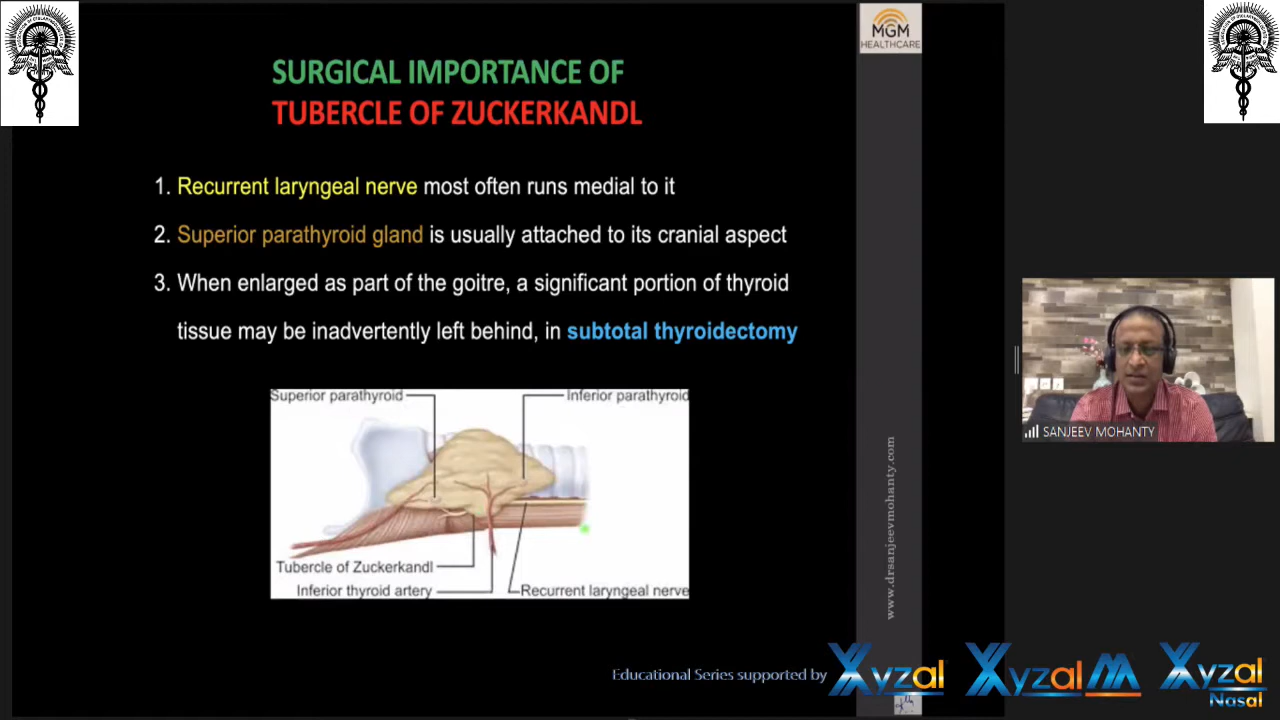 MGM
HEALTHCARE
SURGICAL IMPORTANCE OF
TUBERCLE OF ZUCKERKANDL
1. Recurrent laryngeal nerve most often runs medial to it
2. Superior parathyroid gland is usually attached to its cranial aspect
3. When enlarged as part of the goitre, a significant portion of thyroid
tissue may be inadvertently left behind, in subtotal thyroidectomy
Superior parathyroid
Inferior parathyroid
Tubercle of Zuckerkandl
Inferior thyroid artery
Recurrent laryngeal nerve
www.drsanjeevmohanty.com
SANJEEV MOHANTY
Educational Series supported by
Xyzal
Xyzal M
Xyzal
Nasal